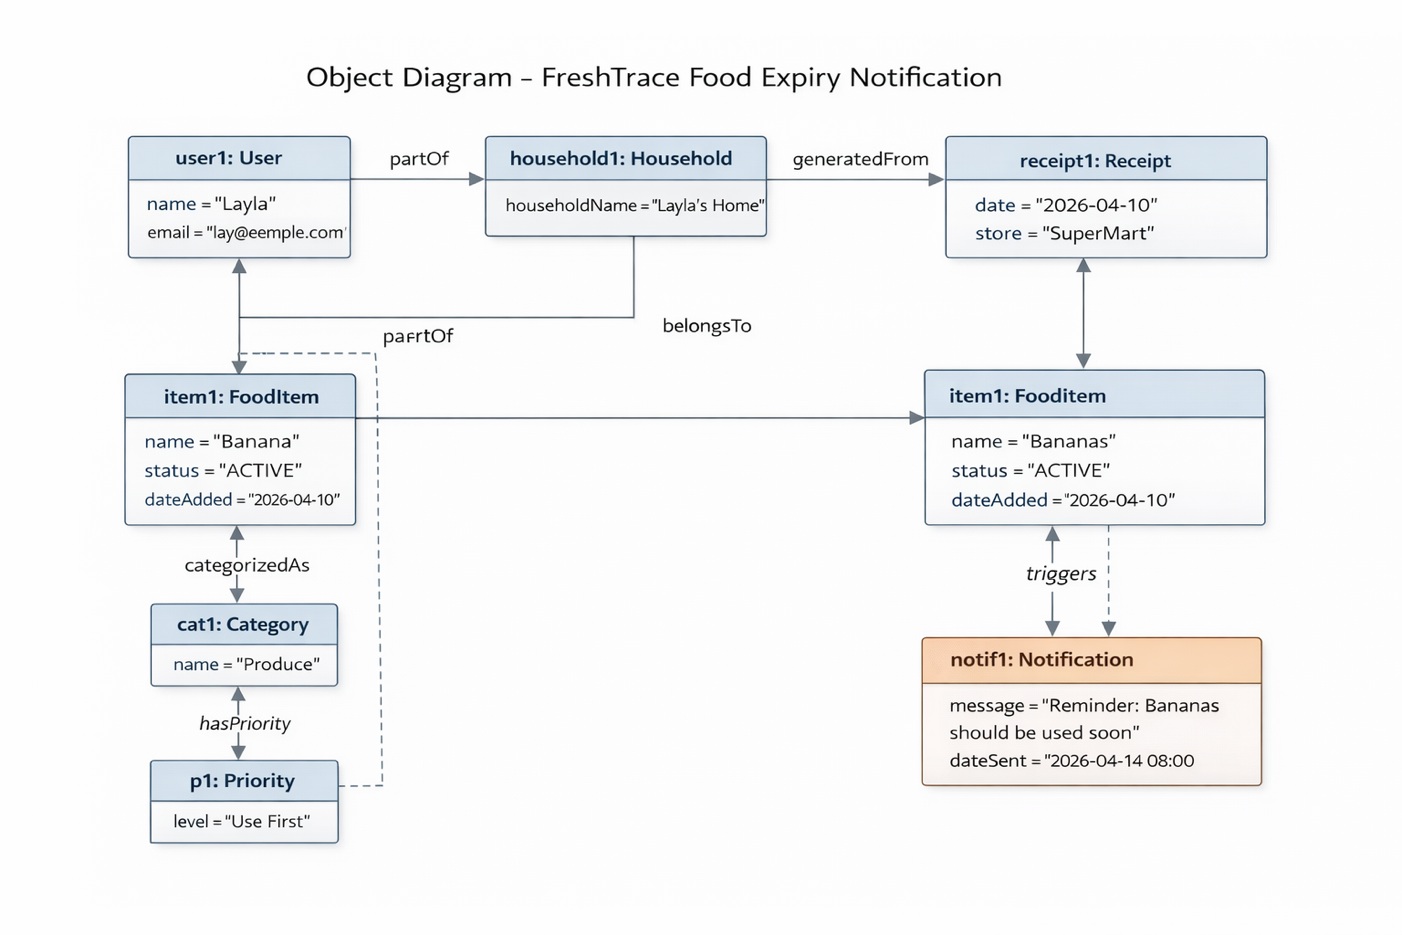 Object Diagram – FreshTrace Food Expiry Notification
user1: User
name = "Layla"
email = "lay@eemple.com"
partOf
household1: Household
householdName = "Layla's Home"
generatedFrom
receipt1: Receipt
date = "2026-04-10"
store = "SuperMart"
parrtOf
belongsTo
item1: FoodItem
name = "Banana"
status = "ACTIVE"
dateAdded = "2026-04-10"
item1: Fooditem
name = "Bananas"
status = "ACTIVE"
dateAdded = "2026-04-10"
categorizedAs
triggers
cat1: Category
name = "Produce"
hasPriority
p1: Priority
level = "Use First"
notif1: Notification
message = "Reminder: Bananas
should be used soon"
dateSent = "2026-04-14 08:00